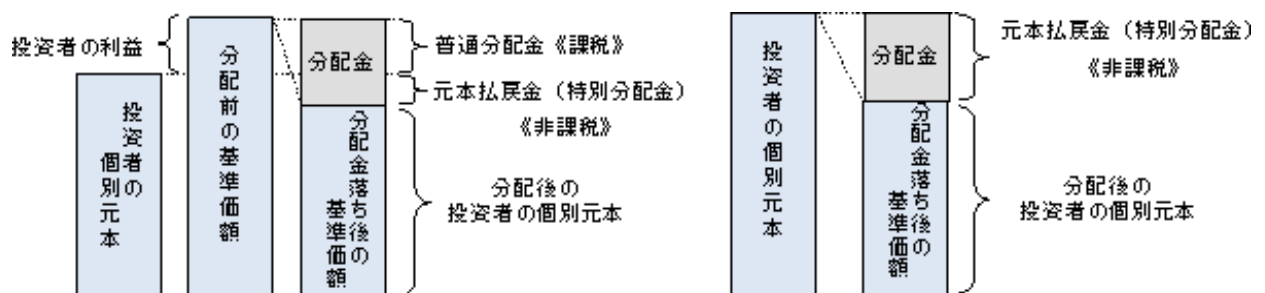 投資者の利益
投資者の
個別元本
分配前の基準価額
分配金
普通分配金《課税》
元本払戻金（特別分配金）
《非課税》
分配金落ち後の
基準価額
分配後の
投資者の個別元本
投資者の個別元本
分配金
元本払戻金（特別分配金）
《非課税》
分配金落ち後の
基準価額
分配後の
投資者の個別元本